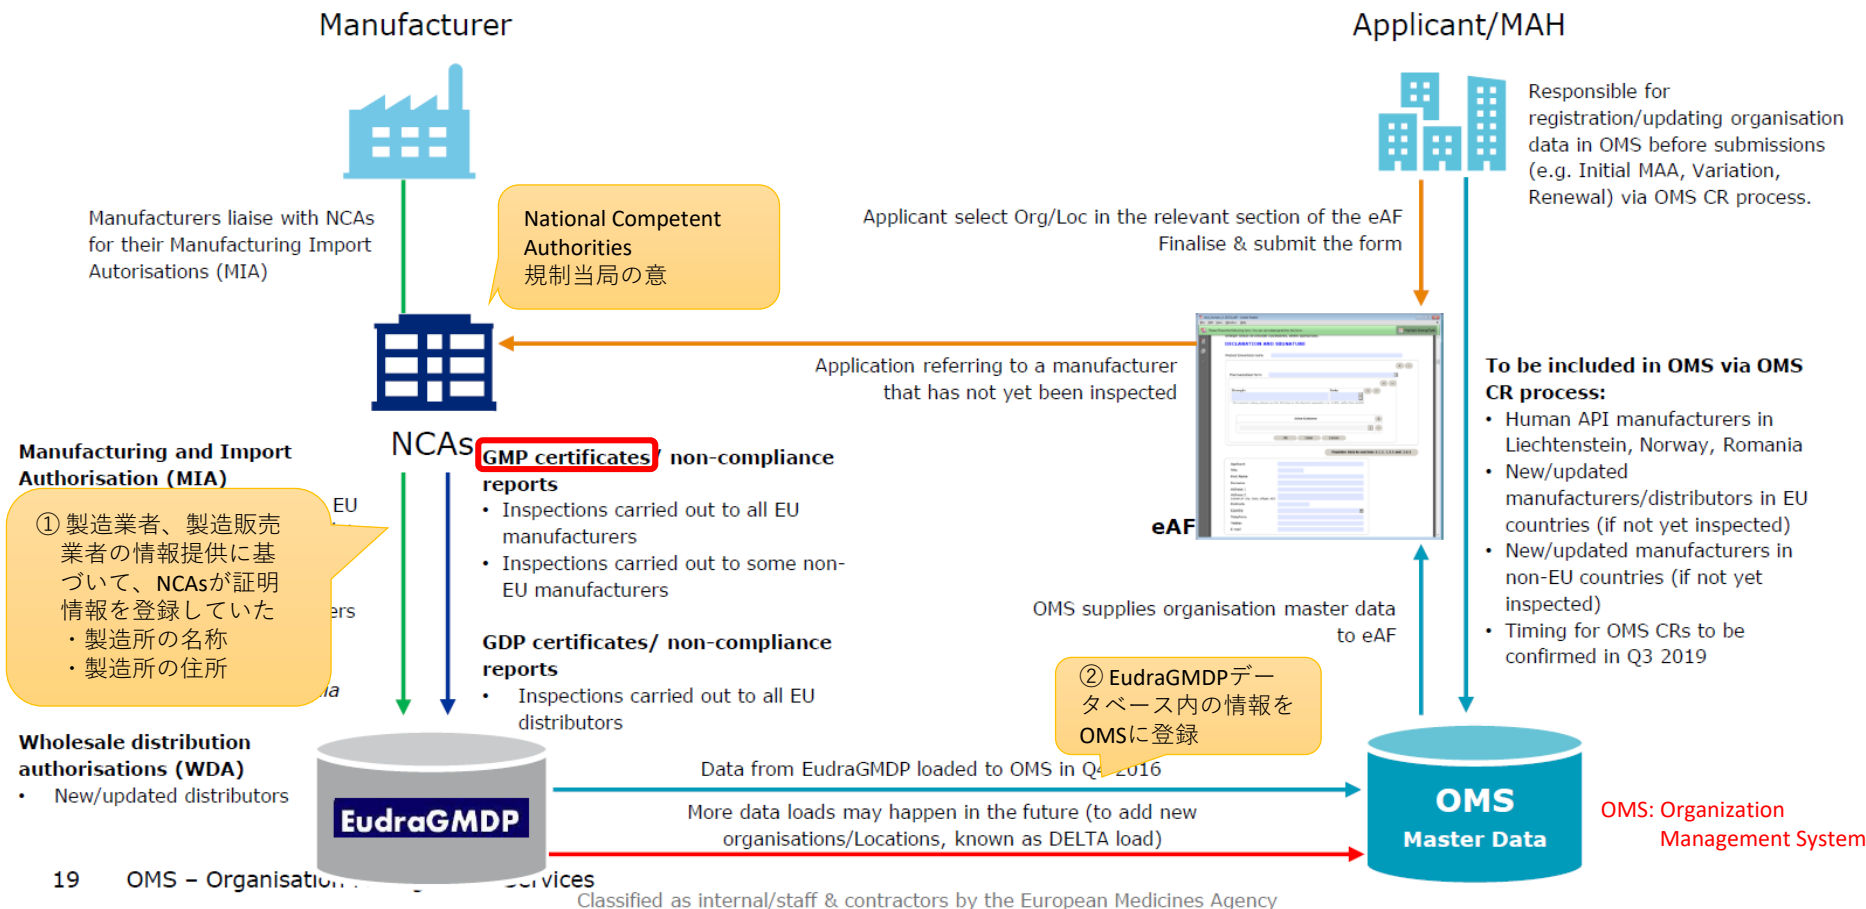 Manufacturer
Applicant/MAH
Responsible for
registration/updating organisation
data in OMS before submissions
(e.g. Initial MAA, Variation,
Renewal) via OMS CR process.
Manufacturers liaise with NCAs
for their Manufacturing Import
Autorisations (MIA)
National Competent
Authorities
規制当局の意
Applicant select Org/Loc in the relevant section of the eAF
Finalise & submit the form
Application referring to a manufacturer
that has not yet been inspected
DECLARATION AND SIGNATURE
eAF
To be included in OMS via OMS
CR process:
• Human API manufacturers in
Liechtenstein, Norway, Romania
• New/updated
manufacturers/distributors in EU
countries (if not yet inspected)
• New/updated manufacturers in
non-EU countries (if not yet
inspected)
• Timing for OMS CRs to be
confirmed in Q3 2019
NCAs
Manufacturing and Import
Authorisation (MIA)
EU
① 製造業者、製造販売
業者の情報提供に基
づいて、NCAsが証明
情報を登録していた
・製造所の名称
・製造所の住所
GMP certificates/ non-compliance
reports
• Inspections carried out to all EU
manufacturers
• Inspections carried out to some non-
EU manufacturers
GDP certificates/ non-compliance
reports
• Inspections carried out to all EU
distributors
OMS supplies organisation master data
to eAF
② EudraGMDPデー
タベース内の情報を
OMSに登録
Wholesale distribution
authorisations (WDA)
• New/updated distributors
EudraGMDP
Data from EudraGMDP loaded to OMS in Q4 2016
More data loads may happen in the future (to add new
organisations/Locations, known as DELTA load)
OMS
Master Data
OMS: Organization
Management System
19 OMS – Organisation Services
Classified as internal/staff & contractors by the European Medicines Agency